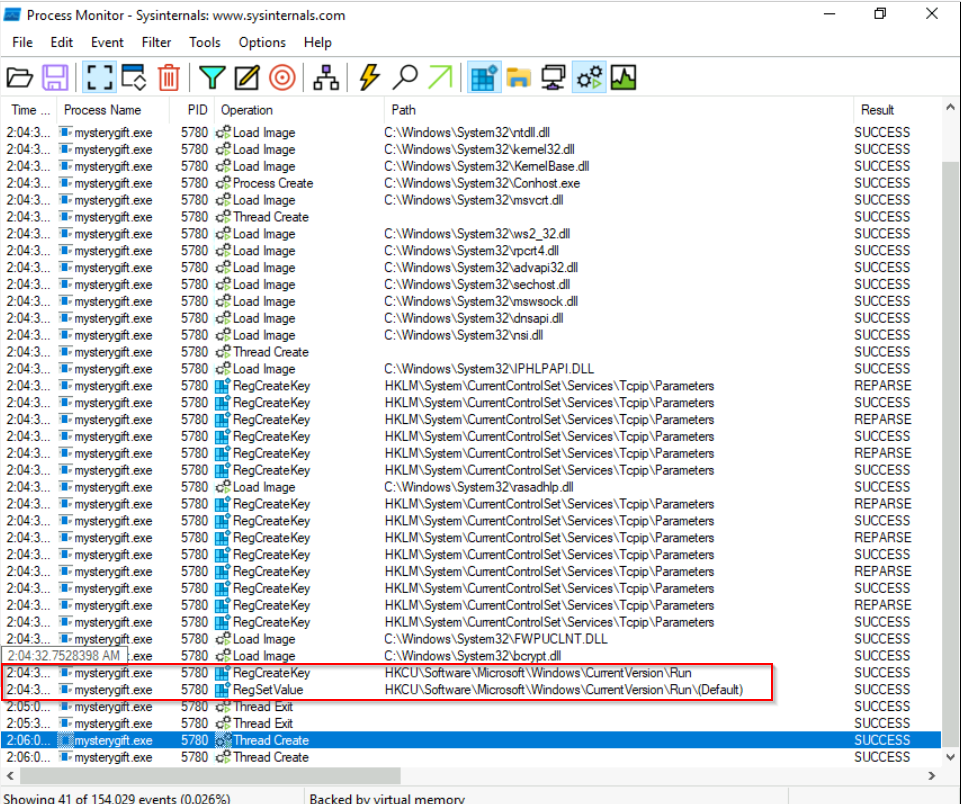 Process Monitor - Sysinternals: www.sysinternals.com
File Edit Event Filter Tools Options Help
Time ... Process Name PID Operation Path Result
2:04:3... mysterygift.exe 5780 Load Image C:\Windows\System32\ntdll.dll SUCCESS
2:04:3... mysterygift.exe 5780 Load Image C:\Windows\System32\kernel32.dll SUCCESS
2:04:3... mysterygift.exe 5780 Load Image C:\Windows\System32\KernelBase.dll SUCCESS
2:04:3... mysterygift.exe 5780 Process Create C:\Windows\System32\Conhost.exe SUCCESS
2:04:3... mysterygift.exe 5780 Load Image C:\Windows\System32\msvcrt.dll SUCCESS
2:04:3... mysterygift.exe 5780 Thread Create SUCCESS
2:04:3... mysterygift.exe 5780 Load Image C:\Windows\System32\ws2_32.dll SUCCESS
2:04:3... mysterygift.exe 5780 Load Image C:\Windows\System32\rpcrt4.dll SUCCESS
2:04:3... mysterygift.exe 5780 Load Image C:\Windows\System32\advapi32.dll SUCCESS
2:04:3... mysterygift.exe 5780 Load Image C:\Windows\System32\sechost.dll SUCCESS
2:04:3... mysterygift.exe 5780 Load Image C:\Windows\System32\mswsock.dll SUCCESS
2:04:3... mysterygift.exe 5780 Load Image C:\Windows\System32\dnsapi.dll SUCCESS
2:04:3... mysterygift.exe 5780 Load Image C:\Windows\System32\nsi.dll SUCCESS
2:04:3... mysterygift.exe 5780 Thread Create SUCCESS
2:04:3... mysterygift.exe 5780 Load Image C:\Windows\System32\IPHLPAPI.DLL SUCCESS
2:04:3... mysterygift.exe 5780 RegCreateKey HKLM\System\CurrentControlSet\Services\Tcpip\Parameters REPARSE
2:04:3... mysterygift.exe 5780 RegCreateKey HKLM\System\CurrentControlSet\Services\Tcpip\Parameters SUCCESS
2:04:3... mysterygift.exe 5780 RegCreateKey HKLM\System\CurrentControlSet\Services\Tcpip\Parameters REPARSE
2:04:3... mysterygift.exe 5780 RegCreateKey HKLM\System\CurrentControlSet\Services\Tcpip\Parameters SUCCESS
2:04:3... mysterygift.exe 5780 RegCreateKey HKLM\System\CurrentControlSet\Services\Tcpip\Parameters REPARSE
2:04:3... mysterygift.exe 5780 RegCreateKey HKLM\System\CurrentControlSet\Services\Tcpip\Parameters SUCCESS
2:04:3... mysterygift.exe 5780 Load Image C:\Windows\System32\rasadhlp.dll SUCCESS
2:04:3... mysterygift.exe 5780 RegCreateKey HKLM\System\CurrentControlSet\Services\Tcpip\Parameters REPARSE
2:04:3... mysterygift.exe 5780 RegCreateKey HKLM\System\CurrentControlSet\Services\Tcpip\Parameters SUCCESS
2:04:3... mysterygift.exe 5780 RegCreateKey HKLM\System\CurrentControlSet\Services\Tcpip\Parameters REPARSE
2:04:3... mysterygift.exe 5780 RegCreateKey HKLM\System\CurrentControlSet\Services\Tcpip\Parameters SUCCESS
2:04:3... mysterygift.exe 5780 RegCreateKey HKLM\System\CurrentControlSet\Services\Tcpip\Parameters REPARSE
2:04:3... mysterygift.exe 5780 RegCreateKey HKLM\System\CurrentControlSet\Services\Tcpip\Parameters SUCCESS
2:04:3... mysterygift.exe 5780 RegCreateKey HKLM\System\CurrentControlSet\Services\Tcpip\Parameters REPARSE
2:04:3... mysterygift.exe 5780 RegCreateKey HKLM\System\CurrentControlSet\Services\Tcpip\Parameters SUCCESS
2:04:3... mysterygift.exe 5780 Load Image C:\Windows\System32\FWPUCLNT.DLL SUCCESS
2:04:32.7528398 AM .exe 5780 Load Image C:\Windows\System32\bcrypt.dll SUCCESS
2:04:3... mysterygift.exe 5780 RegCreateKey HKCU\Software\Microsoft\Windows\CurrentVersion\Run SUCCESS
2:04:3... mysterygift.exe 5780 RegSetValue HKCU\Software\Microsoft\Windows\CurrentVersion\Run\(Default) SUCCESS
2:05:0... mysterygift.exe 5780 Thread Exit SUCCESS
2:05:3... mysterygift.exe 5780 Thread Exit SUCCESS
2:06:0... mysterygift.exe 5780 Thread Create SUCCESS
2:06:0... mysterygift.exe 5780 Thread Create SUCCESS
Showing 41 of 154,029 events (0.026%) Backed by virtual memory